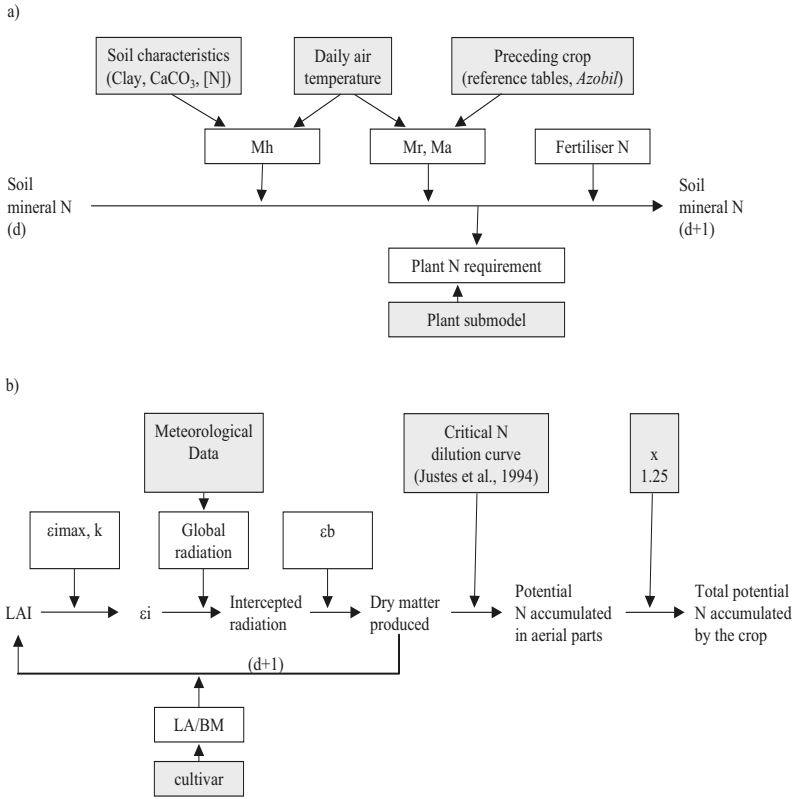 a)
Soil characteristics
(Clay, CaCO₃, [N])
Daily air
temperature
Preceding crop
(reference tables, Azobil)
Mh
Mr, Ma
Fertiliser N
Soil
mineral N
(d)
Soil
mineral N
(d+1)
Plant N requirement
Plant submodel
b)
Meteorological
Data
Critical N
dilution curve
(Justes et al., 1994)
x
1.25
εimax, k
Global
radiation
εb
LAI
εi
Intercepted
radiation
Dry matter
produced
Potential
N accumulated
in aerial parts
Total potential
N accumulated
by the crop
(d+1)
LA/BM
cultivar